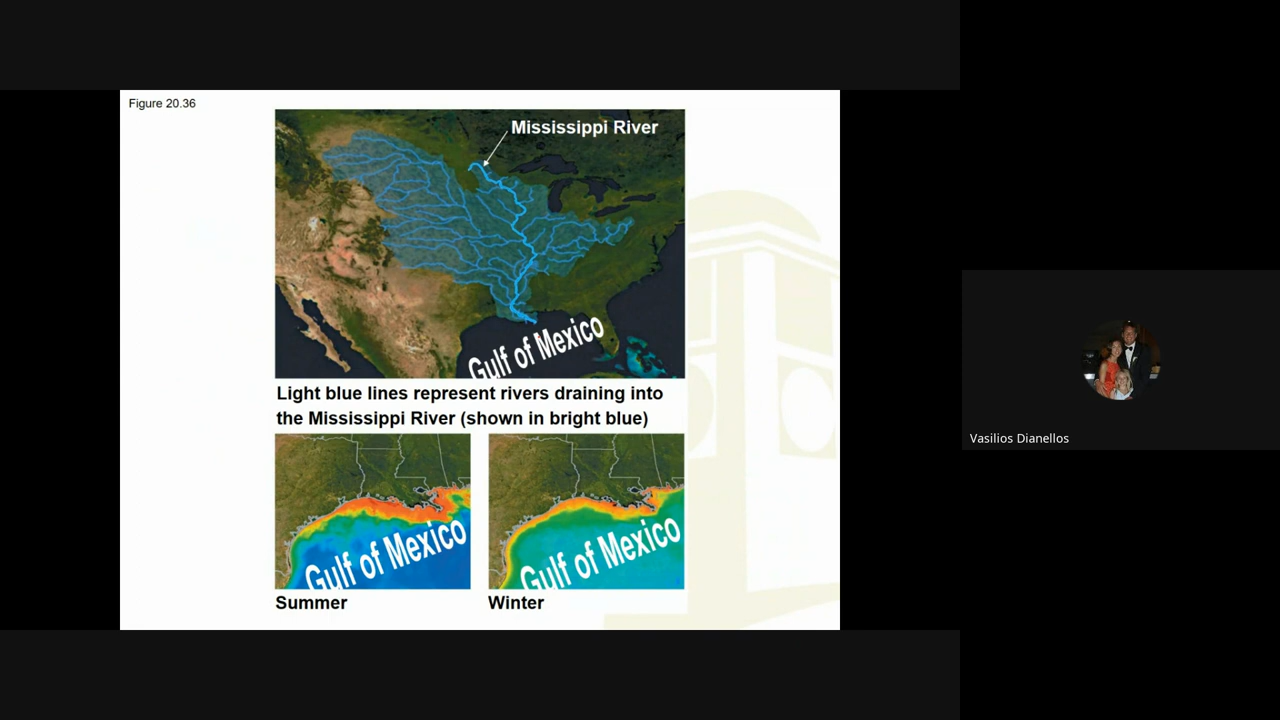 Figure 20.36
Mississippi River
Gulf of Mexico
Light blue lines represent rivers draining into
the Mississippi River (shown in bright blue)
Gulf of Mexico
Gulf of Mexico
Summer
Winter
Vasilios Dianellos